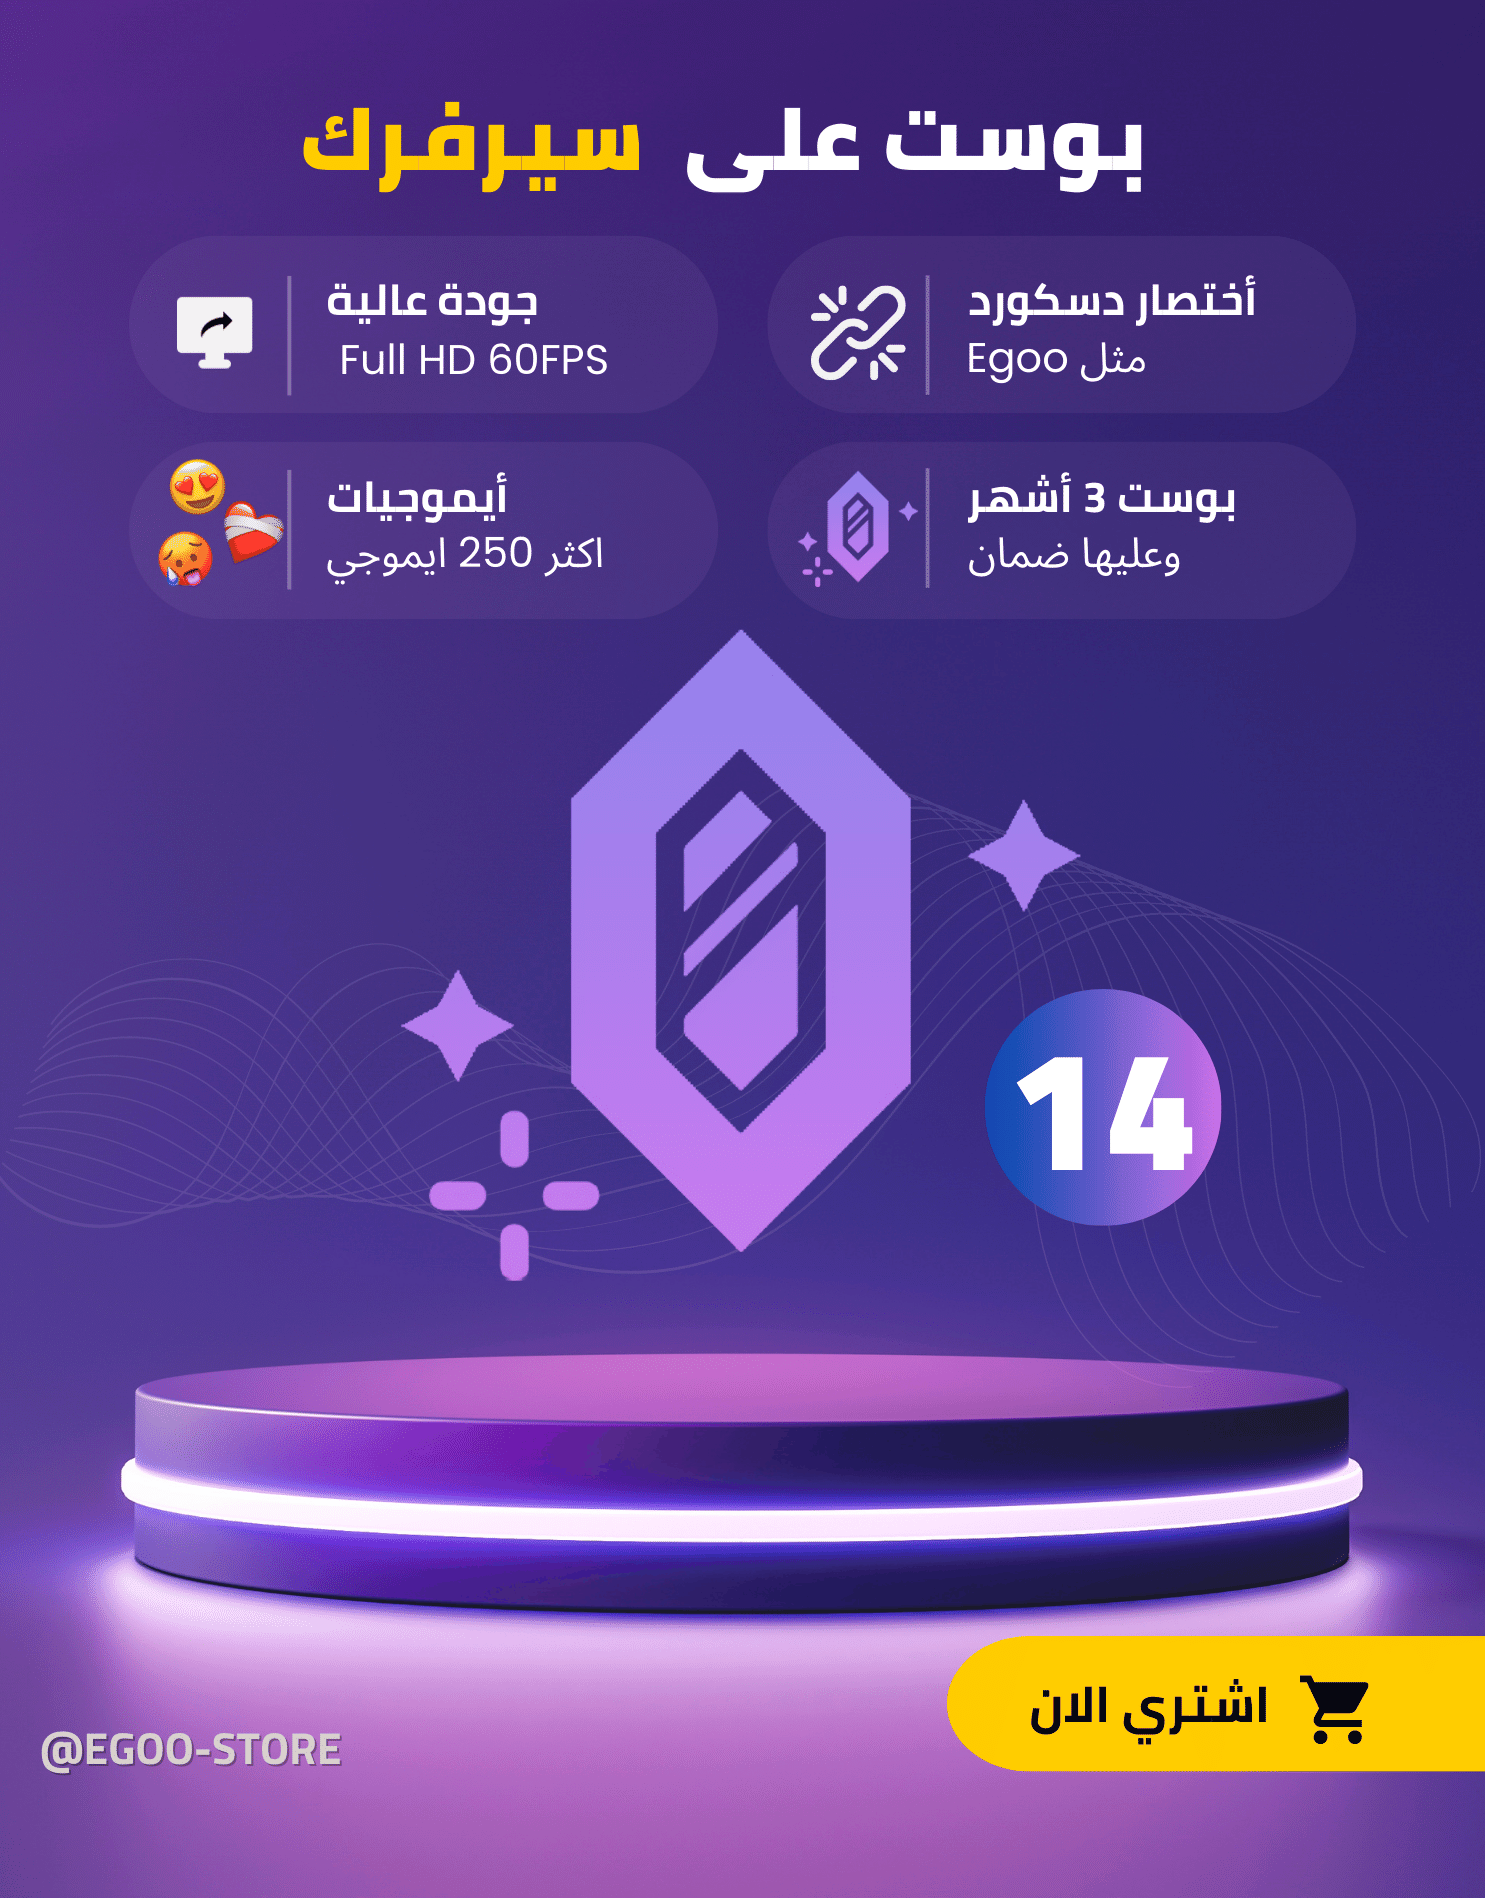 بوست على سيرفرك
أختصار دسكورد
مثل Egoo
جودة عالية
Full HD 60FPS
بوست 3 أشهر
وعليها ضمان
أيموجيات
اكثر 250 ايموجي
14
اشتري الان
@EGOO-STORE